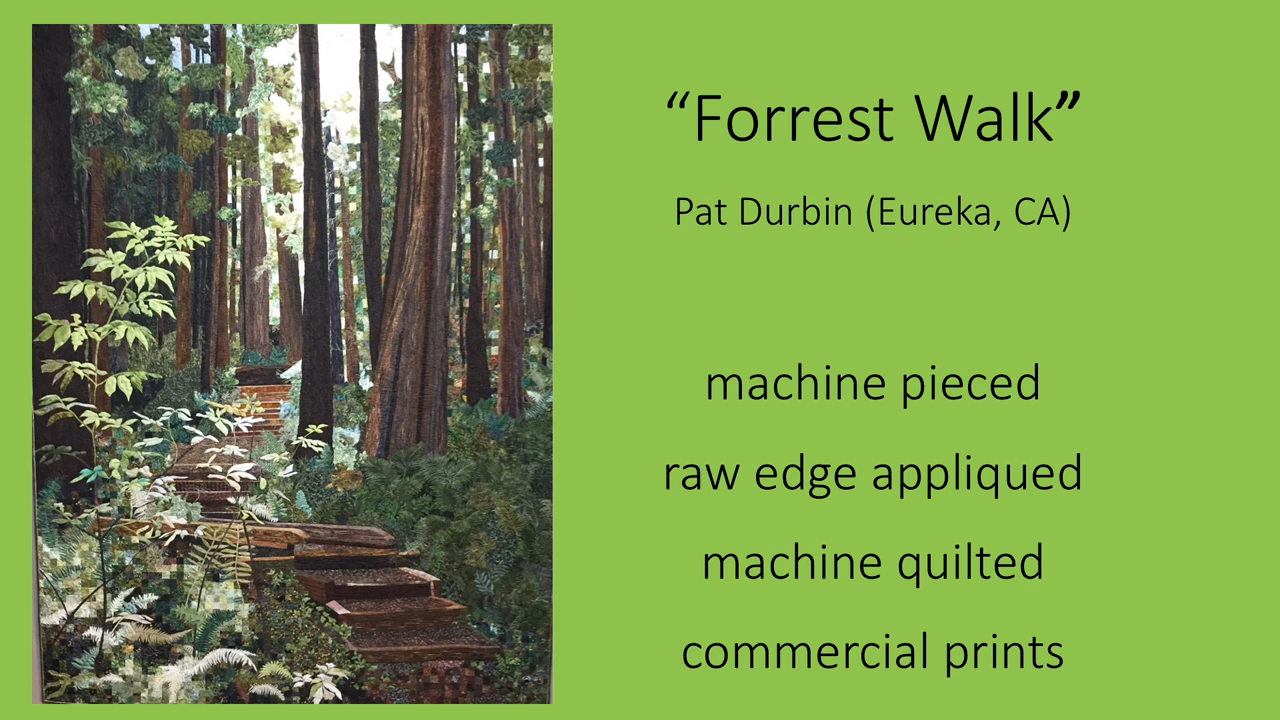 “Forrest Walk”
Pat Durbin (Eureka, CA)
machine pieced
raw edge appliqued
machine quilted
commercial prints